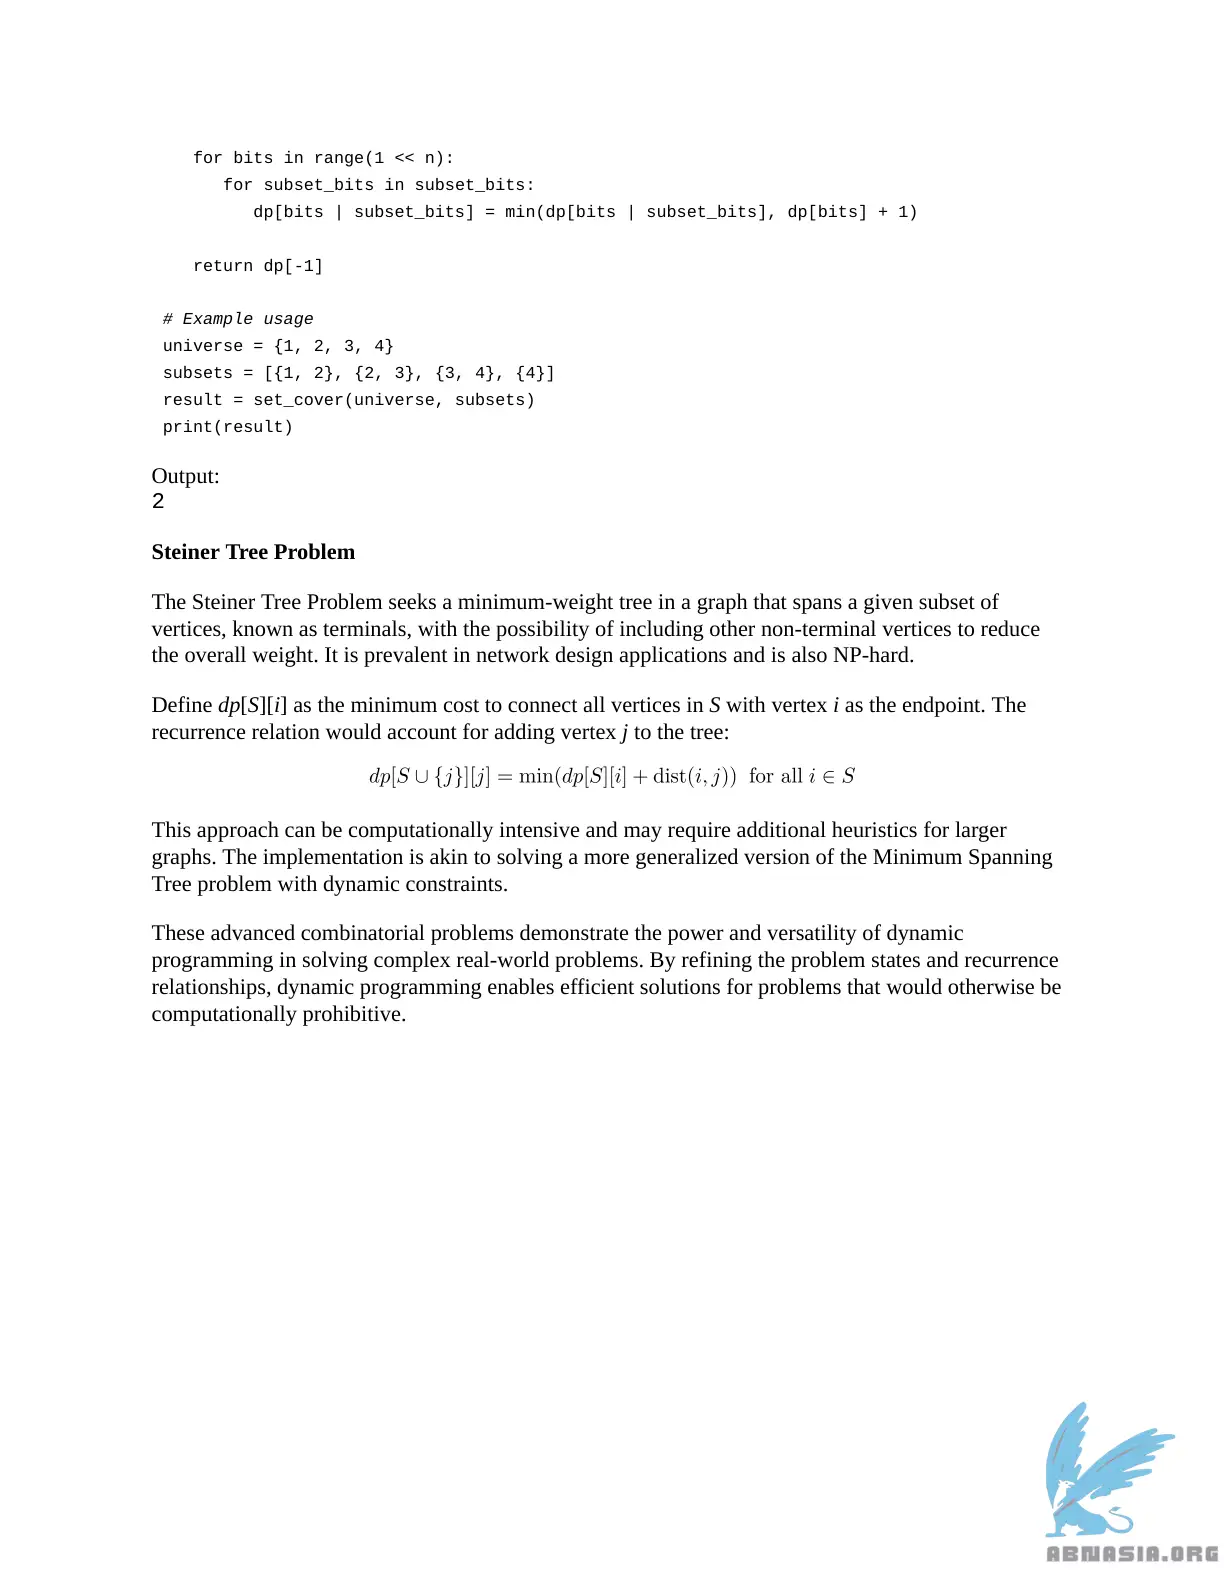 for bits in range(1 << n):
for subset_bits in subset_bits:
dp[bits | subset_bits] = min(dp[bits | subset_bits], dp[bits] + 1)
return dp[-1]
# Example usage
universe = {1, 2, 3, 4}
subsets = [{1, 2}, {2, 3}, {3, 4}, {4}]
result = set_cover(universe, subsets)
print(result)
Output:
2
Steiner Tree Problem
The Steiner Tree Problem seeks a minimum-weight tree in a graph that spans a given subset of
vertices, known as terminals, with the possibility of including other non-terminal vertices to reduce
the overall weight. It is prevalent in network design applications and is also NP-hard.
Define dp[S][i] as the minimum cost to connect all vertices in S with vertex i as the endpoint. The
recurrence relation would account for adding vertex j to the tree:
dp[S ∪ {j}][j] = min(dp[S][i] + dist(i, j)) for all i ∈ S
This approach can be computationally intensive and may require additional heuristics for larger
graphs. The implementation is akin to solving a more generalized version of the Minimum Spanning
Tree problem with dynamic constraints.
These advanced combinatorial problems demonstrate the power and versatility of dynamic
programming in solving complex real-world problems. By refining the problem states and recurrence
relationships, dynamic programming enables efficient solutions for problems that would otherwise be
computationally prohibitive.
ABNASIA.ORG